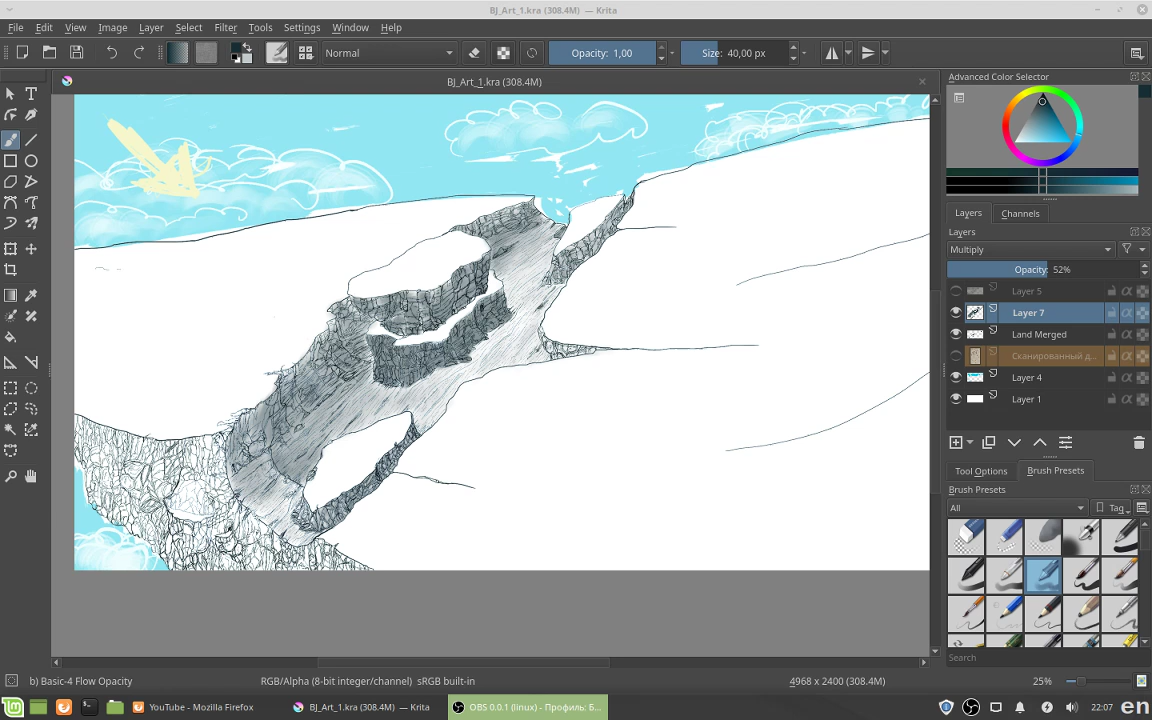 BJ_Art_1.kra (308.4M) — Krita
File Edit View Image Layer Select Filter Tools Settings Window Help
Normal Opacity: 1,00 Size: 40,00 px
BJ_Art_1.kra (308.4M)
Advanced Color Selector
Layers Channels
Layers
Multiply
Opacity: 52%
Layer 5
Layer 7
Land Merged
Сканированный д...
Layer 4
Layer 1
Tool Options Brush Presets
Brush Presets
All Tag
Search
b) Basic-4 Flow Opacity RGB/Alpha (8-bit integer/channel) sRGB built-in 4968 x 2400 (308.4M) 25%
YouTube - Mozilla Firefox BJ_Art_1.kra (308.4M) — Krita OBS 0.0.1 (linux) - Профиль: Б... 22:07 en